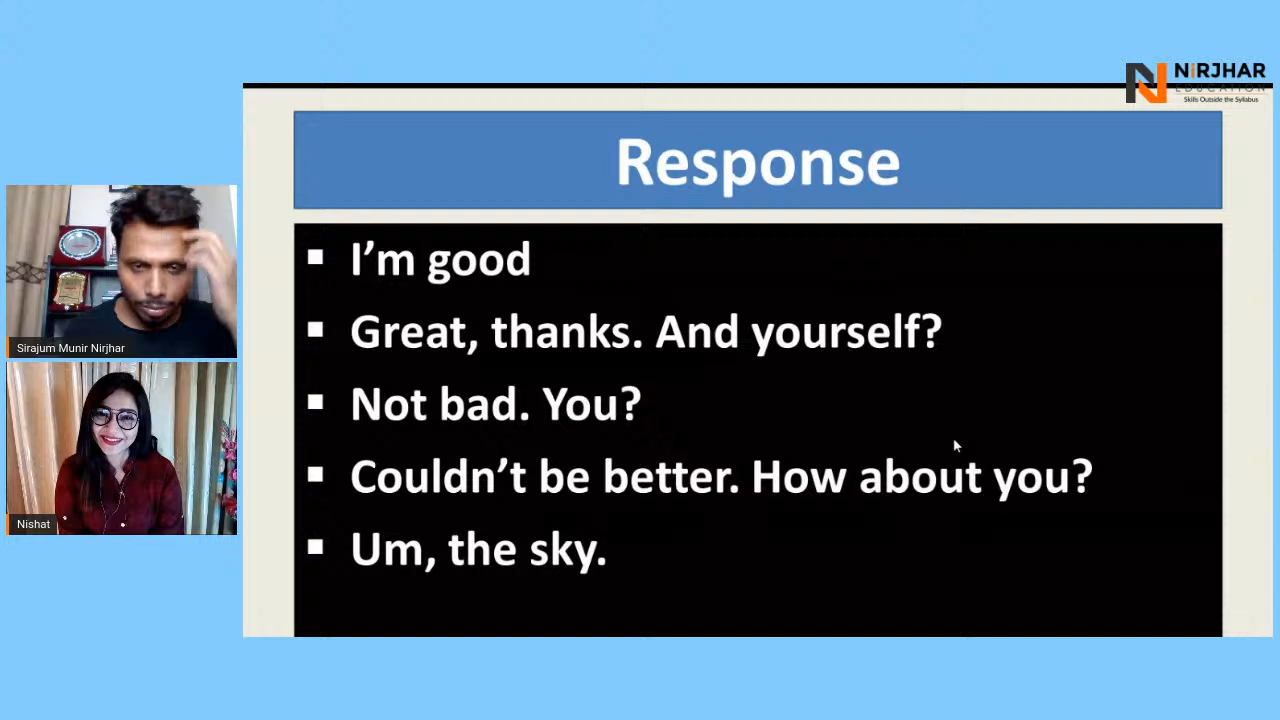 NiRJHAR
EDUCATION
Skills Outside the Syllabus
Response
▪ I’m good
▪ Great, thanks. And yourself?
▪ Not bad. You?
▪ Couldn’t be better. How about you?
▪ Um, the sky.
Sirajum Munir Nirjhar
Nishat